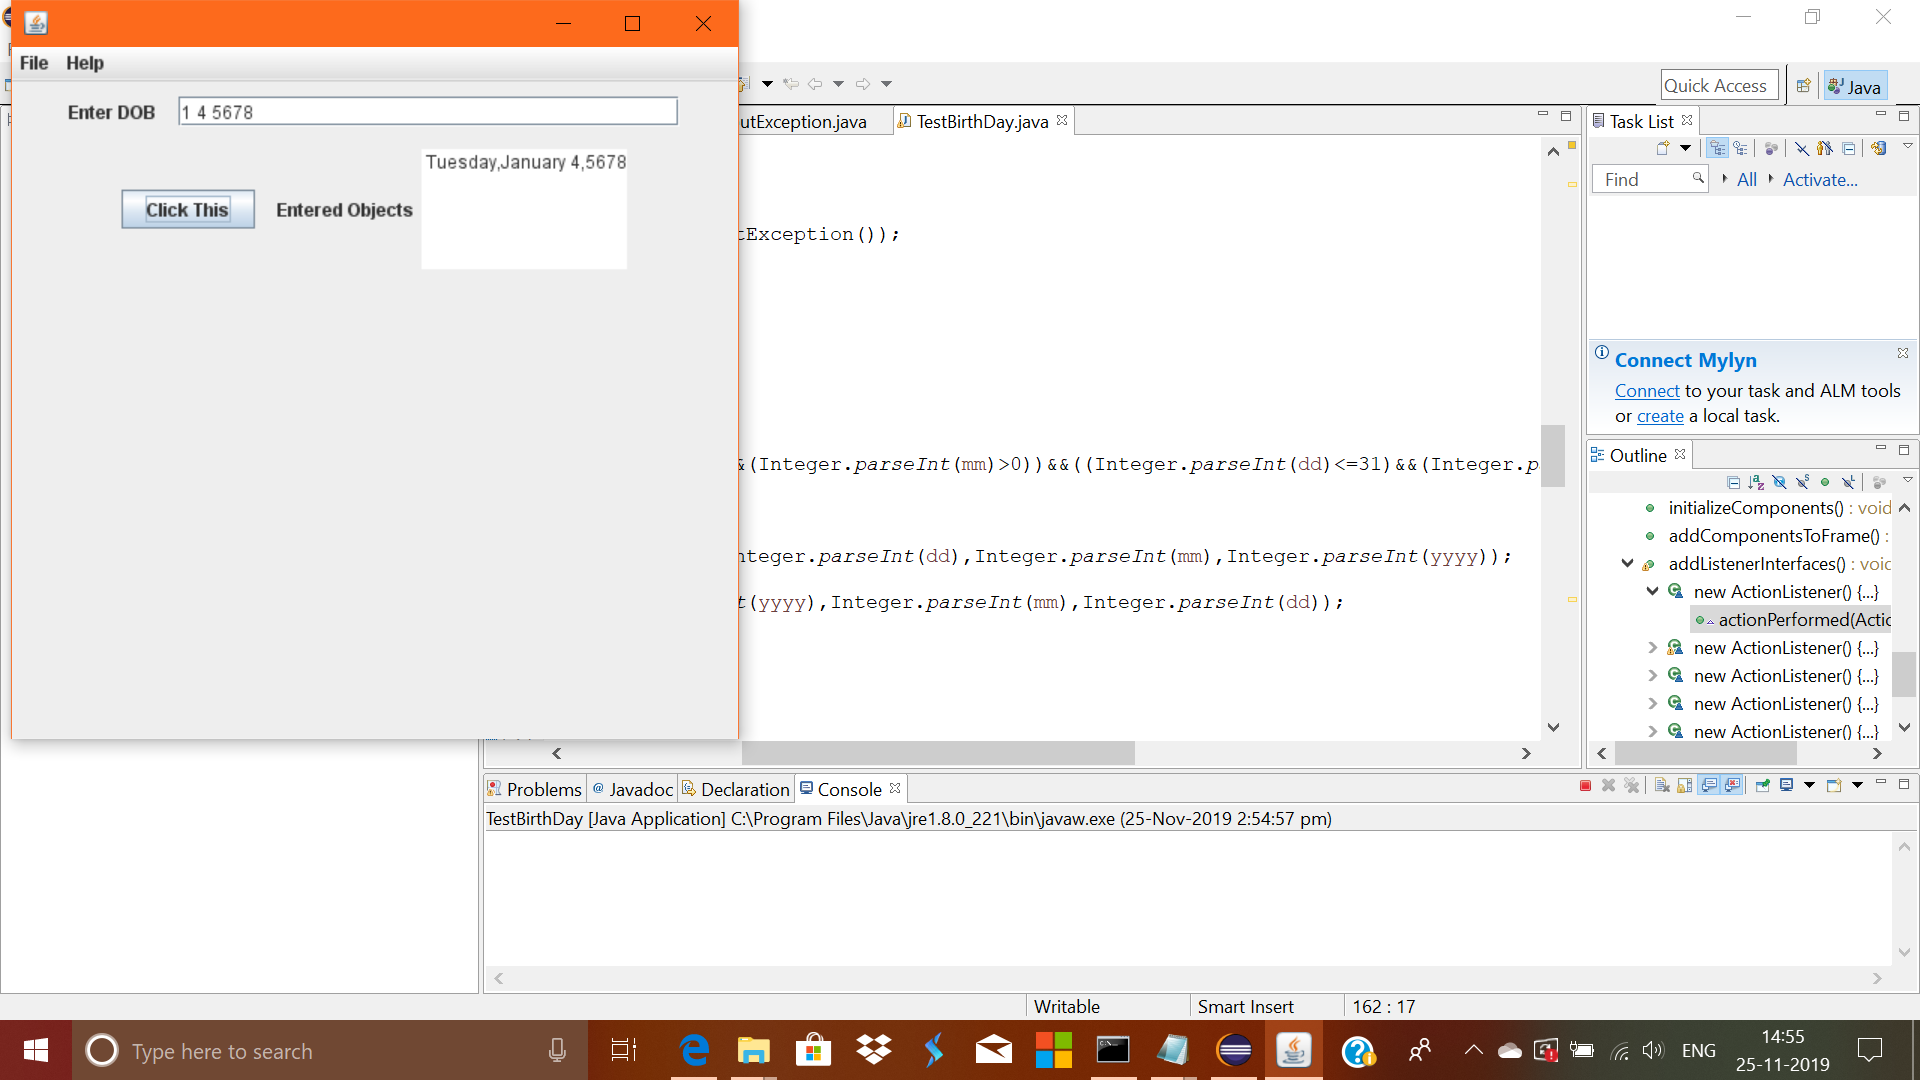 File Help
Enter DOB 1 4 5678
Tuesday,January 4,5678
Click This Entered Objects
Quick Access Java
utException.java TestBirthDay.java
tException());
&(Integer.parseInt(mm)>0))&&((Integer.parseInt(dd)<=31)&&(Integer.p
nteger.parseInt(dd),Integer.parseInt(mm),Integer.parseInt(yyyy));
t(yyyy),Integer.parseInt(mm),Integer.parseInt(dd));
Task List
Find All Activate...
Connect Mylyn
Connect to your task and ALM tools
or create a local task.
Outline
initializeComponents() : void
addComponentsToFrame() :
addListenerInterfaces() : void
new ActionListener() {...}
actionPerformed(Actic
new ActionListener() {...}
new ActionListener() {...}
new ActionListener() {...}
new ActionListener() {...}
Problems @ Javadoc Declaration Console
TestBirthDay [Java Application] C:\Program Files\Java\jre1.8.0_221\bin\javaw.exe (25-Nov-2019 2:54:57 pm)
Writable Smart Insert 162 : 17
Type here to search
ENG
14:55
25-11-2019